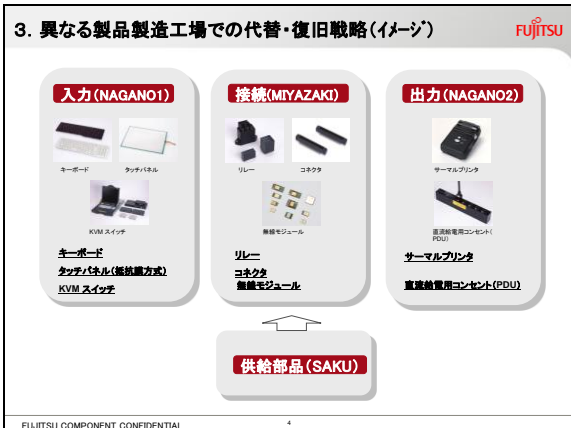 ３．異なる製品製造工場での代替・復旧戦略(イメージ)
FUJITSU
入力(NAGANO1)
接続(MIYAZAKI)
出力(NAGANO2)
キーボード
タッチパネル
リレー
コネクタ
サーマルプリンタ
KVM スイッチ
無線モジュール
直流給電用コンセント(
PDU)
キーボード
タッチパネル(抵抗膜方式)
KVM スイッチ
リレー
コネクタ
無線モジュール
サーマルプリンタ
直流給電用コンセント(PDU)
供給部品(SAKU)
FUJITSU COMPONENT CONFIDENTIAL
4